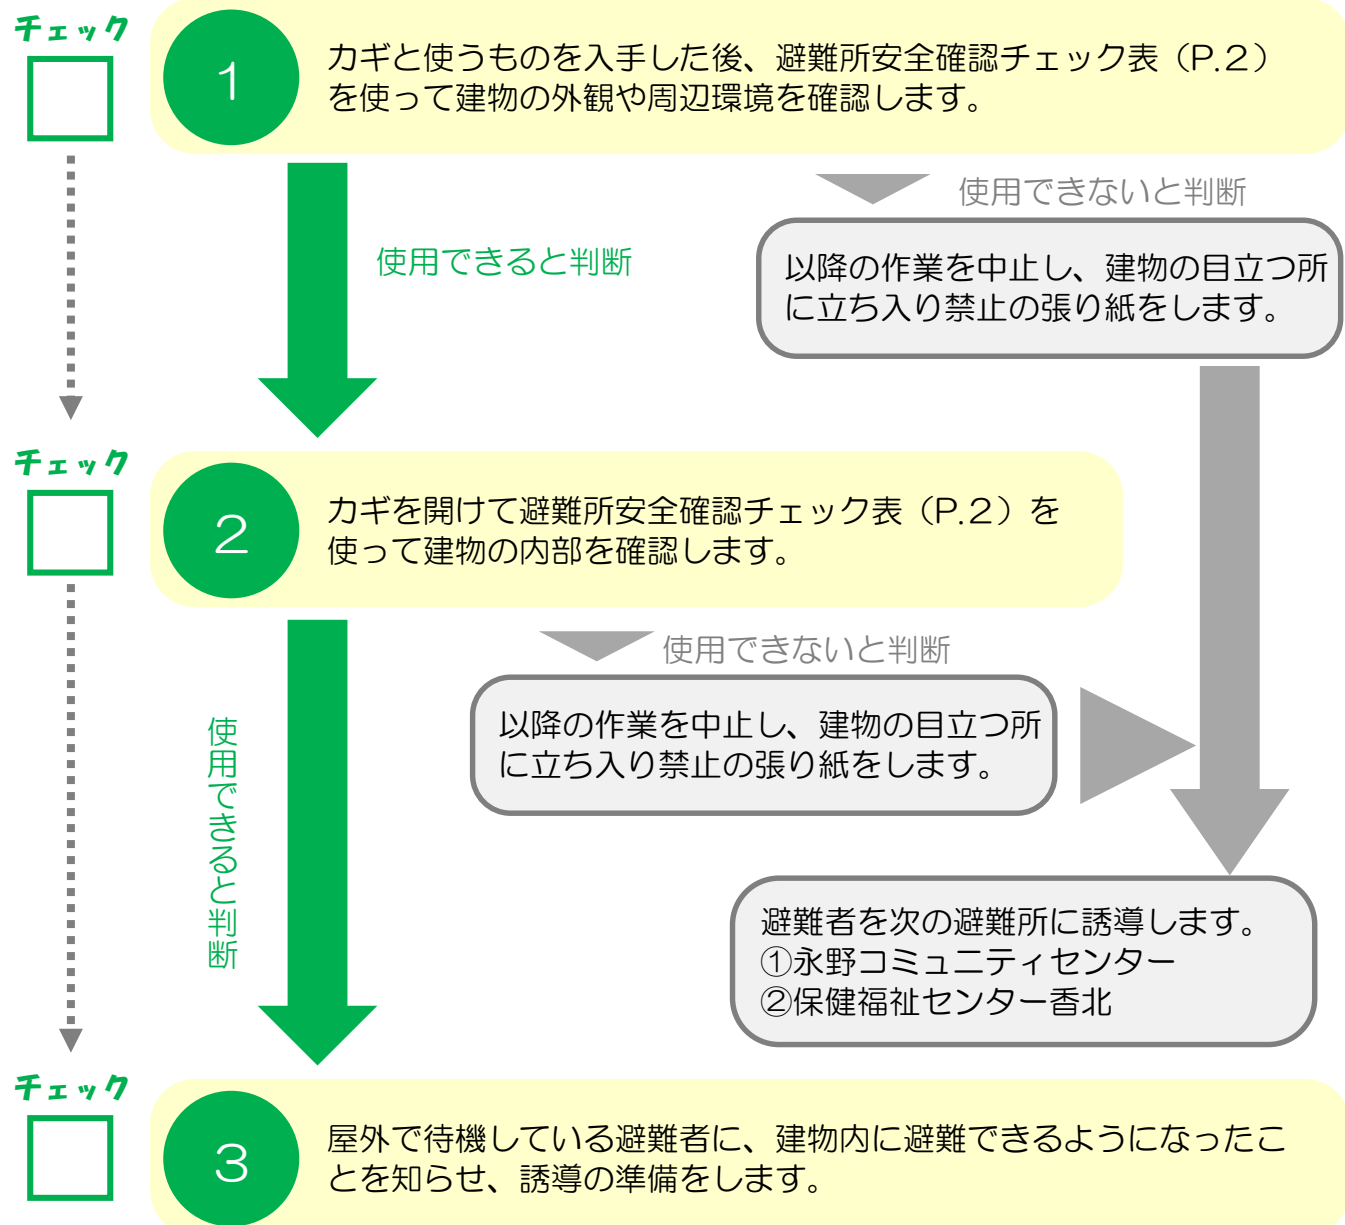 チェック
1
カギと使うものを入手した後、避難所安全確認チェック表（P.2）
を使って建物の外観や周辺環境を確認します。
使用できないと判断
使用できると判断
以降の作業を中止し、建物の目立つ所
に立ち入り禁止の張り紙をします。
チェック
2
カギを開けて避難所安全確認チェック表（P.2）を
使って建物の内部を確認します。
使用できないと判断
以降の作業を中止し、建物の目立つ所
に立ち入り禁止の張り紙をします。
使用できると判断
避難者を次の避難所に誘導します。
①永野コミュニティセンター
②保健福祉センター香北
チェック
3
屋外で待機している避難者に、建物内に避難できるようになったこ
とを知らせ、誘導の準備をします。